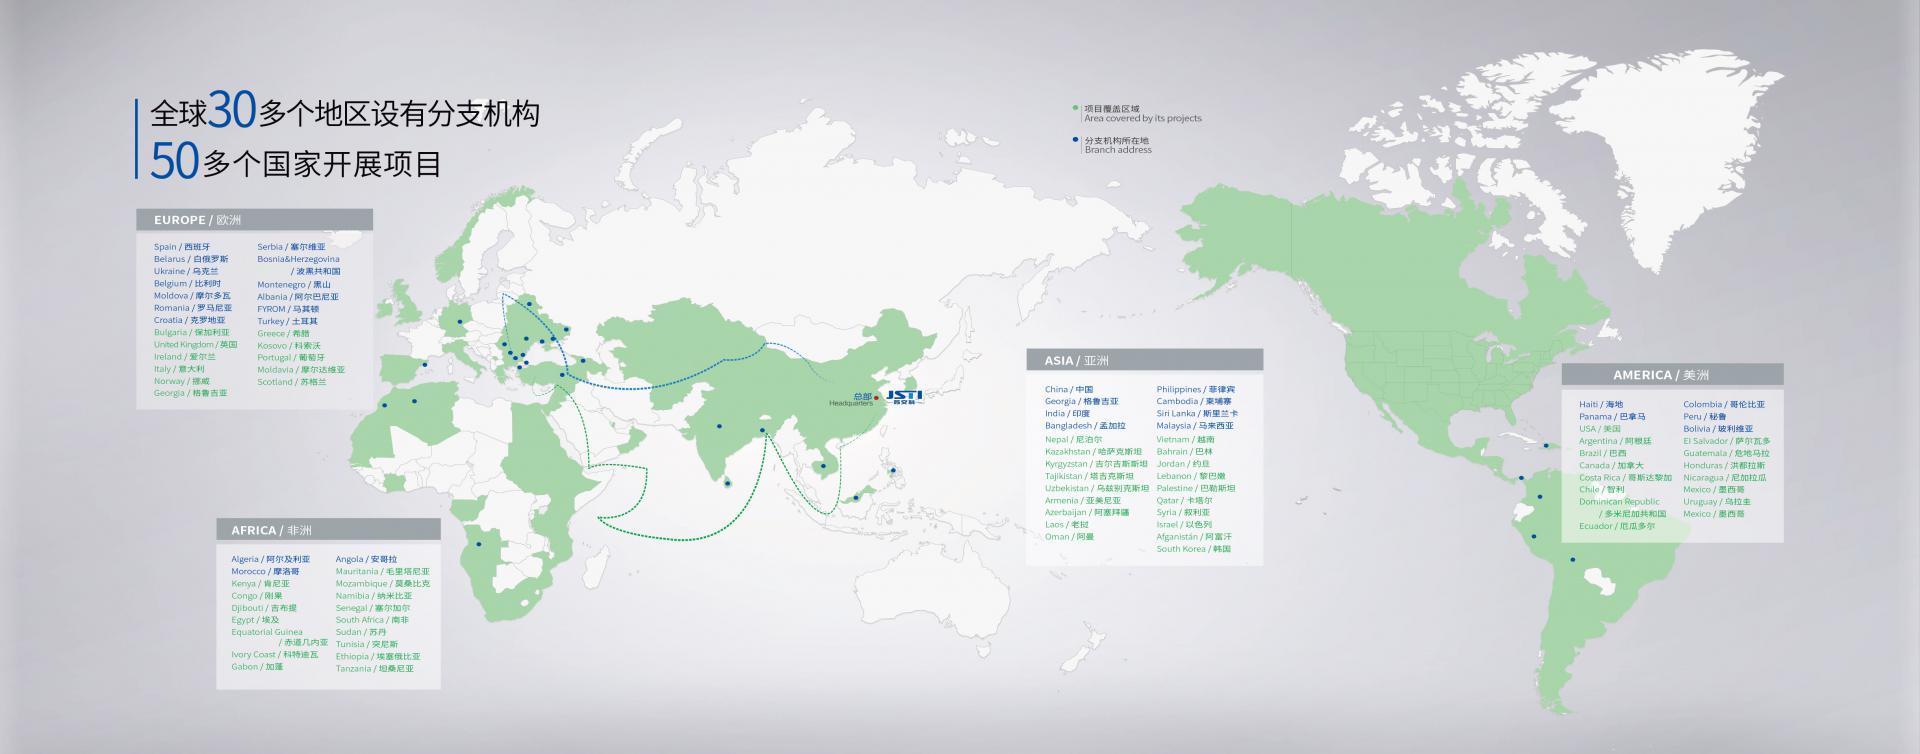 全球30多个地区设有分支机构
50多个国家开展项目
项目覆盖区域
Area covered by its projects
分支机构所在地
Branch address
EUROPE / 欧洲
Spain / 西班牙
Belarus / 白俄罗斯
Ukraine / 乌克兰
Belgium / 比利时
Moldova / 摩尔多瓦
Romania / 罗马尼亚
Croatia / 克罗地亚
Bulgaria / 保加利亚
United Kingdom / 英国
Ireland / 爱尔兰
Italy / 意大利
Norway / 挪威
Georgia / 格鲁吉亚
Serbia / 塞尔维亚
Bosnia&Herzegovina
/ 波黑共和国
Montenegro / 黑山
Albania / 阿尔巴尼亚
FYROM / 马其顿
Turkey / 土耳其
Greece / 希腊
Kosovo / 科索沃
Portugal / 葡萄牙
Moldavia / 摩尔达维亚
Scotland / 苏格兰
AFRICA / 非洲
Algeria / 阿尔及利亚
Morocco / 摩洛哥
Kenya / 肯尼亚
Congo / 刚果
Djibouti / 吉布提
Egypt / 埃及
Equatorial Guinea
/ 赤道几内亚
Ivory Coast / 科特迪瓦
Gabon / 加蓬
Angola / 安哥拉
Mauritania / 毛里塔尼亚
Mozambique / 莫桑比克
Namibia / 纳米比亚
Senegal / 塞尔加尔
South Africa / 南非
Sudan / 苏丹
Tunisia / 突尼斯
Ethiopia / 埃塞俄比亚
Tanzania / 坦桑尼亚
总部
Headquarters
JSTI
苏交科
ASIA / 亚洲
China / 中国
Georgia / 格鲁吉亚
India / 印度
Bangladesh / 孟加拉
Nepal / 尼泊尔
Kazakhstan / 哈萨克斯坦
Kyrgyzstan / 吉尔吉斯斯坦
Tajikistan / 塔吉克斯坦
Uzbekistan / 乌兹别克斯坦
Armenia / 亚美尼亚
Azerbaijan / 阿塞拜疆
Laos / 老挝
Oman / 阿曼
Philippines / 菲律宾
Cambodia / 柬埔寨
Siri Lanka / 斯里兰卡
Malaysia / 马来西亚
Vietnam / 越南
Bahrain / 巴林
Jordan / 约旦
Lebanon / 黎巴嫩
Palestine / 巴勒斯坦
Qatar / 卡塔尔
Syria / 叙利亚
Israel / 以色列
Afganistán / 阿富汗
South Korea / 韩国
AMERICA / 美洲
Haiti / 海地
Panama / 巴拿马
USA / 美国
Argentina / 阿根廷
Brazil / 巴西
Canada / 加拿大
Costa Rica / 哥斯达黎加
Chile / 智利
Dominican Republic
/ 多米尼加共和国
Ecuador / 厄瓜多尔
Colombia / 哥伦比亚
Peru / 秘鲁
Bolivia / 玻利维亚
El Salvador / 萨尔瓦多
Guatemala / 危地马拉
Honduras / 洪都拉斯
Nicaragua / 尼加拉瓜
Mexico / 墨西哥
Uruguay / 乌拉圭
Mexico / 墨西哥